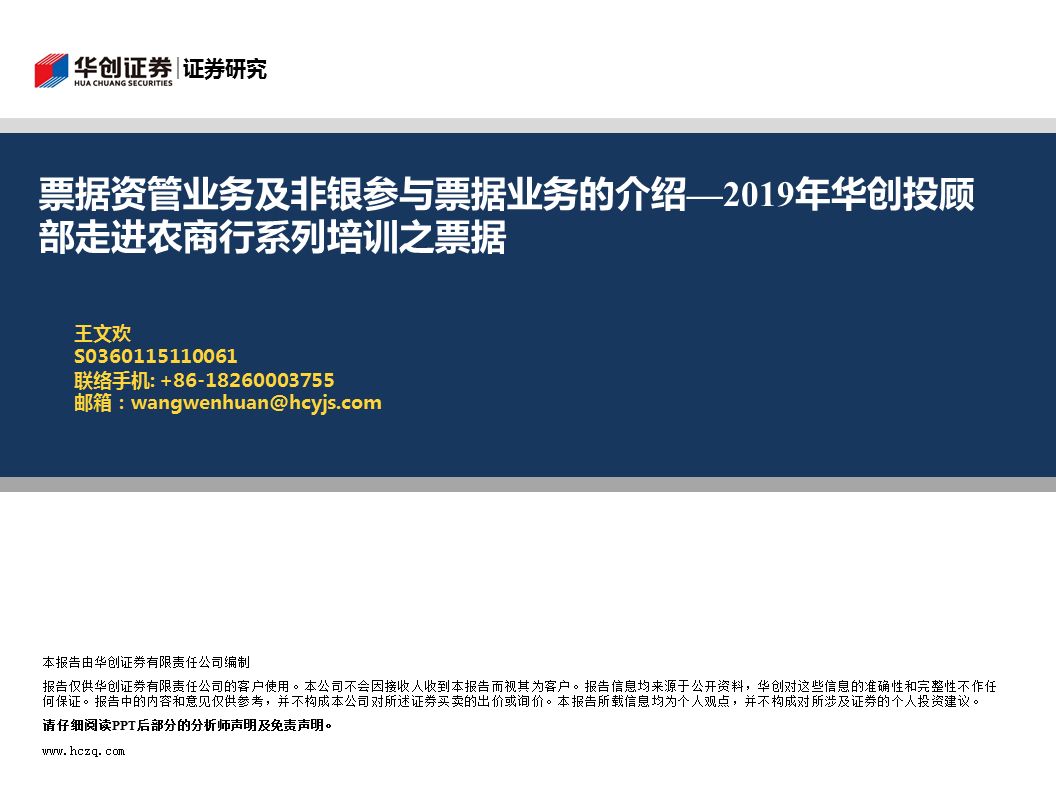 华创证券 证券研究
HUA CHUANG SECURITIES
票据资管业务及非银参与票据业务的介绍—2019年华创投顾
部走进农商行系列培训之票据
王文欢
S0360115110061
联络手机: +86-18260003755
邮箱：wangwenhuan@hcyjs.com
本报告由华创证券有限责任公司编制
报告仅供华创证券有限责任公司的客户使用。本公司不会因接收人收到本报告而视其为客户。报告信息均来源于公开资料，华创对这些信息的准确性和完整性不作任
何保证。报告中的内容和意见仅供参考，并不构成本公司对所述证券买卖的出价或询价。本报告所载信息均为个人观点，并不构成对所涉及证券的个人投资建议。
请仔细阅读PPT后部分的分析师声明及免责声明。
www.hczq.com